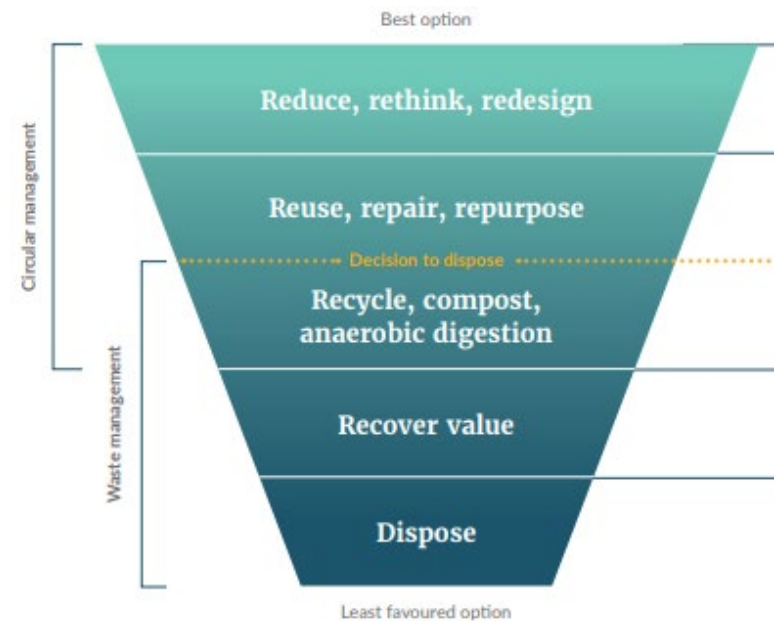 Best option
Circular management
Reduce, rethink, redesign
Reuse, repair, repurpose
Decision to dispose
Waste management
Recycle, compost,
anaerobic digestion
Recover value
Dispose
Least favoured option